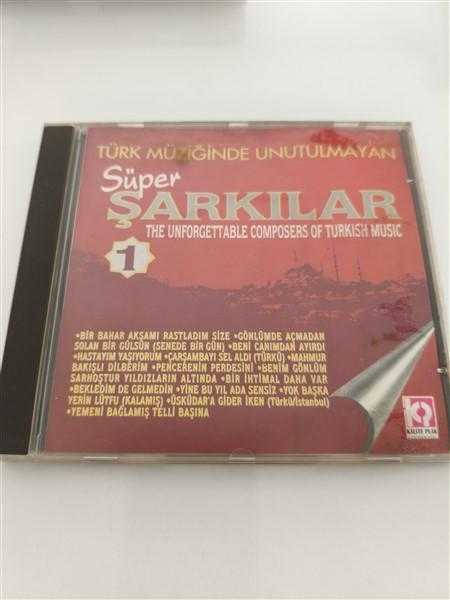 TÜRK MÜZİĞİNDE UNUTULMAYAN
Süper
ŞARKILAR
THE UNFORGETTABLE COMPOSERS OF TURKISH MUSIC
1
•BİR BAHAR AKŞAMI RASTLADIM SİZE •GÖNLÜMDE AÇMADAN
SOLAN BİR GÜLSÜN (SENEDE BİR GÜN) •BENİ CANIMDAN AYIRDI
•HASTAYIM YAŞIYORUM •ÇARŞAMBAYI SEL ALDI (TÜRKÜ) •MAHMUR
BAKIŞLI DİLBERİM •PENCERENİN PERDESİNİ •BENİM GÖNLÜM
SARHOŞTUR YILDIZLARIN ALTINDA •BİR İHTİMAL DAHA VAR
•BEKLEDİM DE GELMEDİN •YİNE BU YIL ADA SENSİZ •YOK BAŞKA
YERİN LÜTFU (KALAMIŞ) •ÜSKÜDAR'A GİDER İKEN (Türkü/İstanbul)
•YEMENİ BAĞLAMIŞ TELLİ BAŞINA
KALİTE PLAK